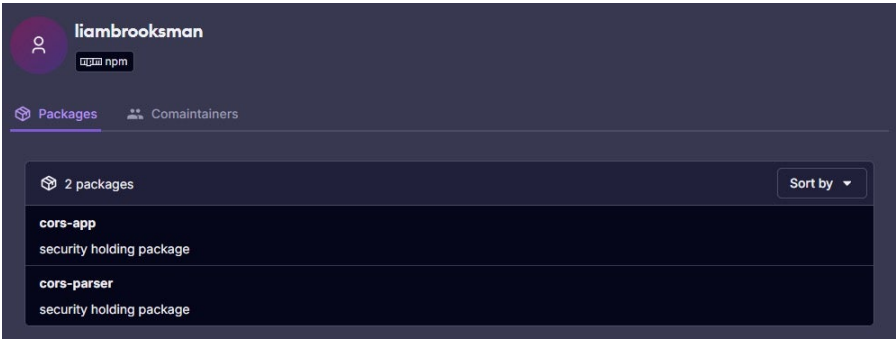 liambrooksman
npm
Packages
Comaintainers
2 packages
Sort by
cors-app
security holding package
cors-parser
security holding package